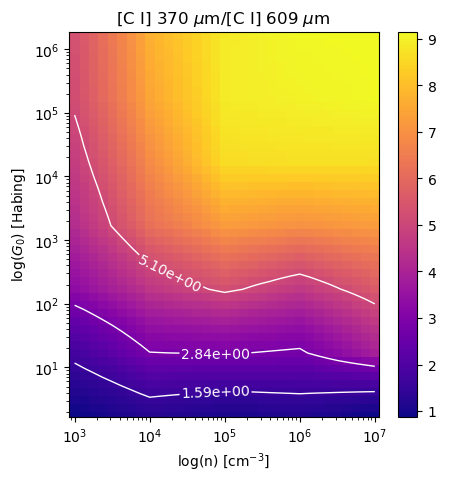 [C I] 370 μm/[C I] 609 μm
10⁶
10⁵
10⁴
10³
10²
10¹
log(G₀) [Habing]
5.10e+00
2.84e+00
1.59e+00
10³ 10⁴ 10⁵ 10⁶ 10⁷
log(n) [cm⁻³]
9
8
7
6
5
4
3
2
1